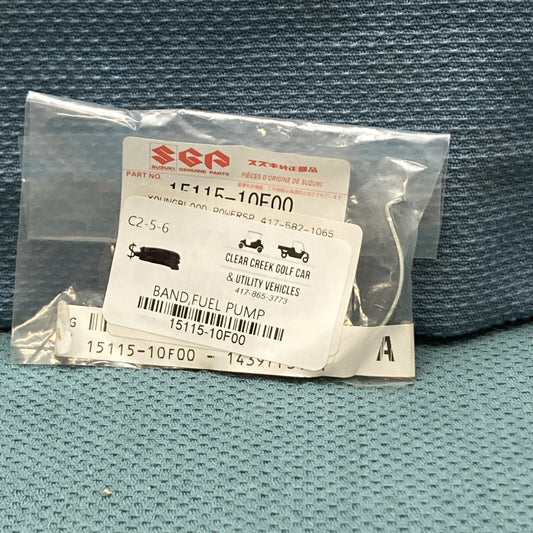 SGP
SUZUKI GENUINE PARTS
スズキ純正部品
PIÈCES D'ORIGINE DE SUZUKI
PART NO.
15115-10F00
YOUNGBLOOD POWERSP 417-582-1065
C2-5-6
CLEAR CREEK GOLF CAR
& UTILITY VEHICLES
417-865-3773
BAND,FUEL PUMP
15115-10F00
G
15115-10F00 -
A